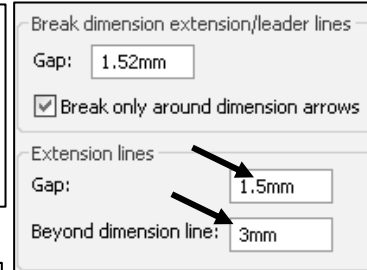 Break dimension extension/leader lines
Gap: 1.52mm
Break only around dimension arrows
Extension lines
Gap: 1.5mm
Beyond dimension line: 3mm